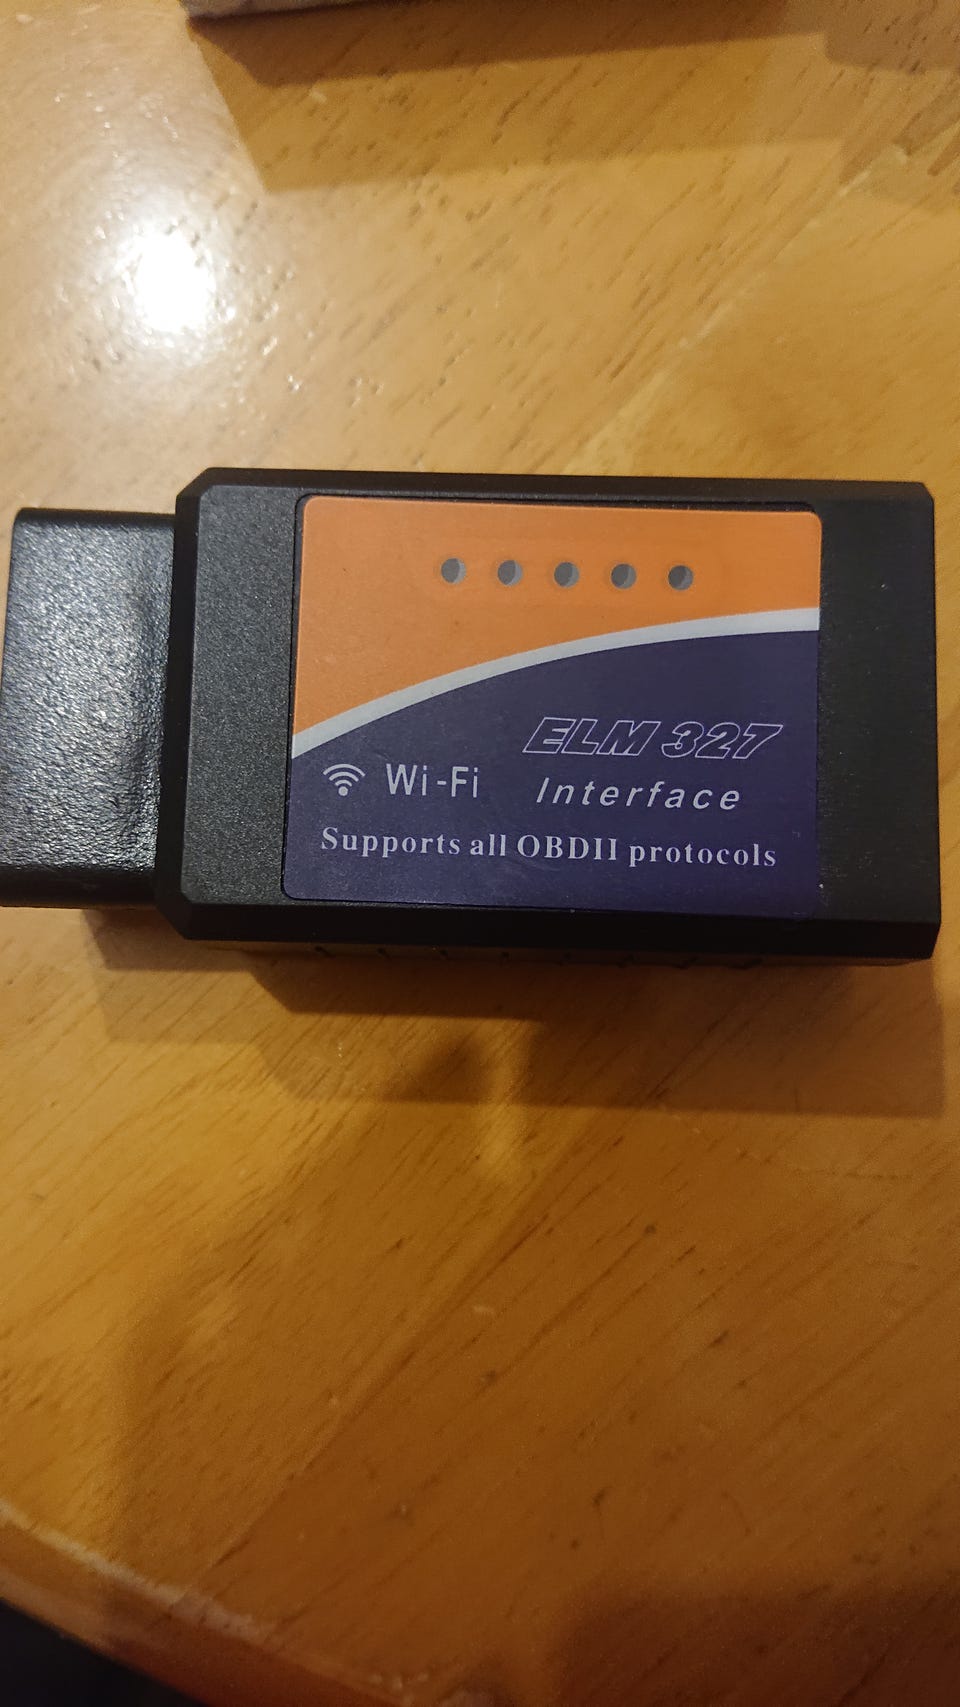 ELM 327
Wi-Fi Interface
Supports all OBDII protocols